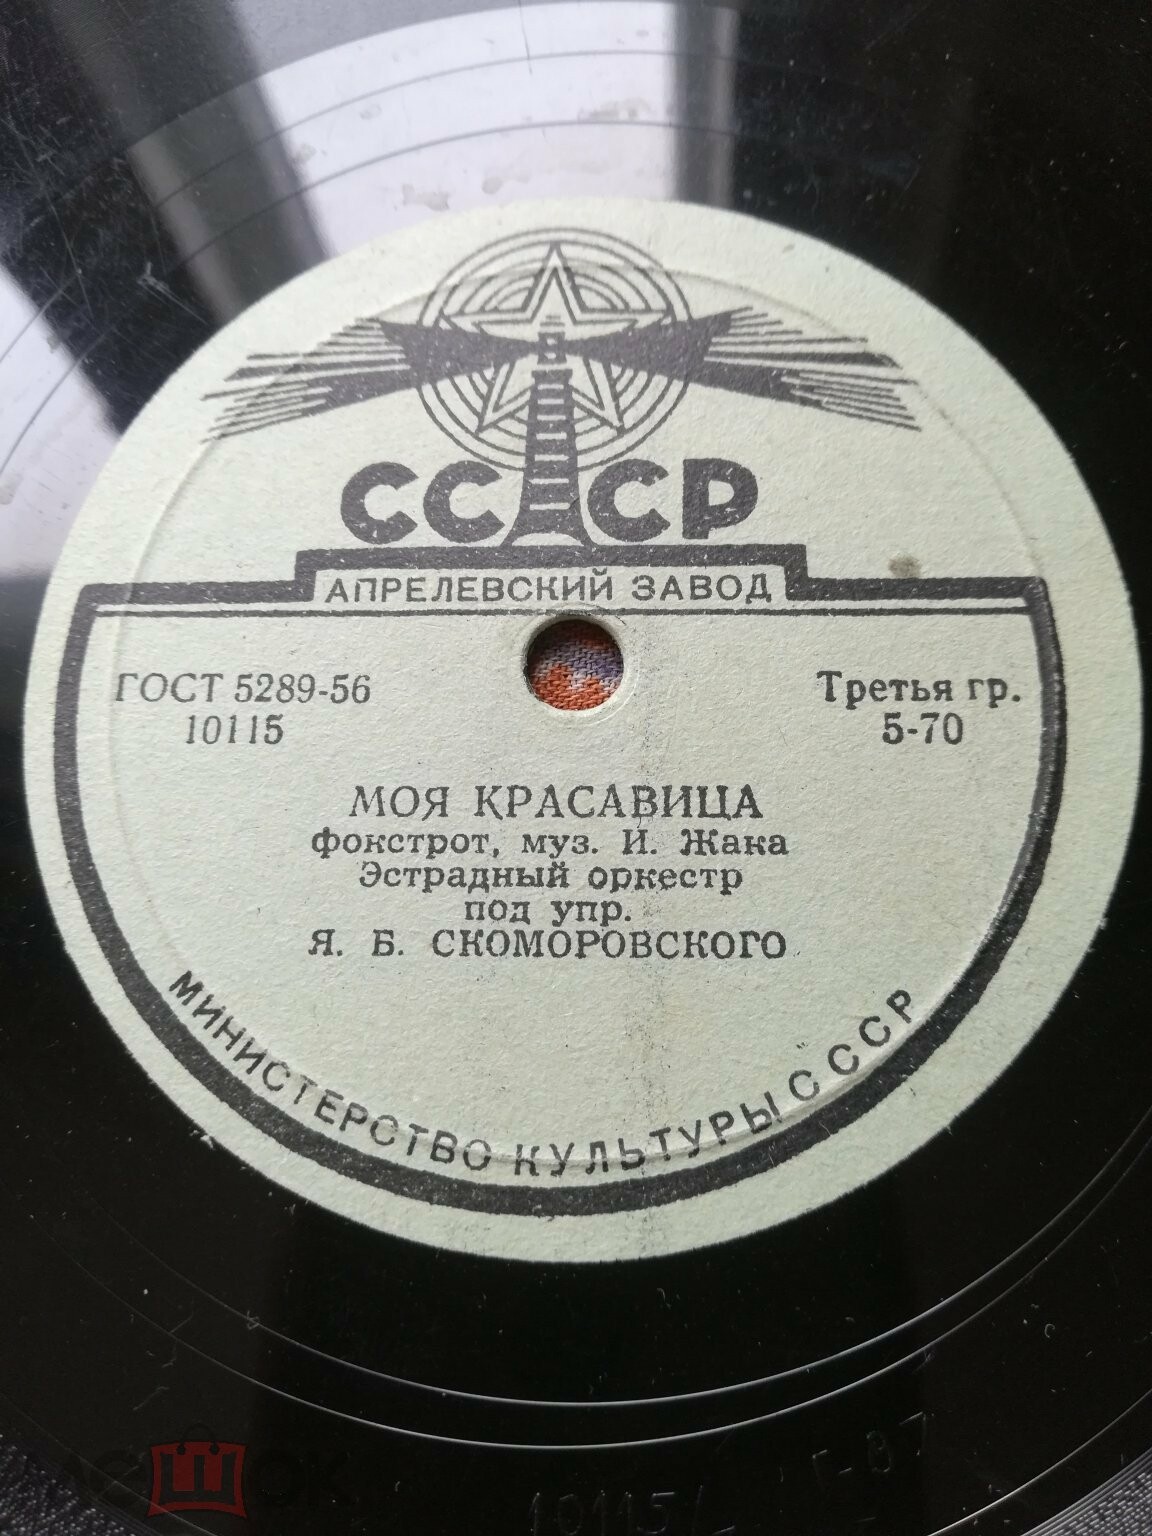 СССР
АПРЕЛЕВСКИЙ ЗАВОД
ГОСТ 5289-56
10115
Третья гр.
5-70
МОЯ КРАСАВИЦА
фокстрот, муз. И. Жака
Эстрадный оркестр
под упр.
Я. Б. СКОМОРОВСКОГО
МИНИСТЕРСТВО КУЛЬТУРЫ СССР
10115/